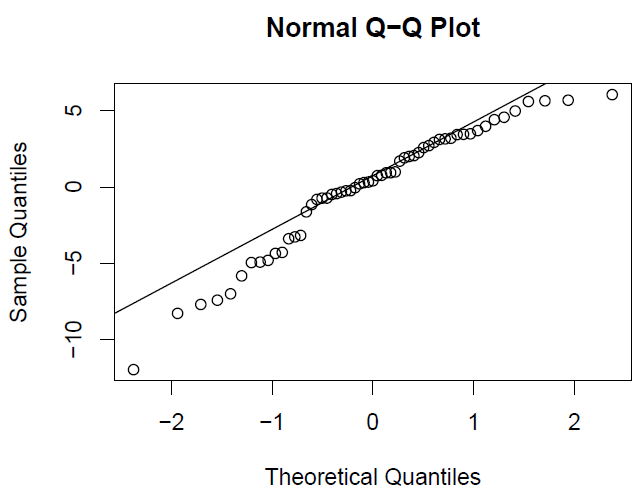 Normal Q−Q Plot
Sample Quantiles
5
0
−5
−10
−2 −1 0 1 2
Theoretical Quantiles